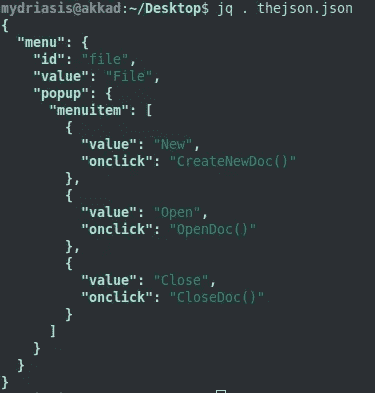 mydriasis@akkad:~/Desktop$ jq . thejson.json
{
  "menu": {
    "id": "file",
    "value": "File",
    "popup": {
      "menuitem": [
        {
          "value": "New",
          "onclick": "CreateNewDoc()"
        },
        {
          "value": "Open",
          "onclick": "OpenDoc()"
        },
        {
          "value": "Close",
          "onclick": "CloseDoc()"
        }
      ]
    }
  }
}